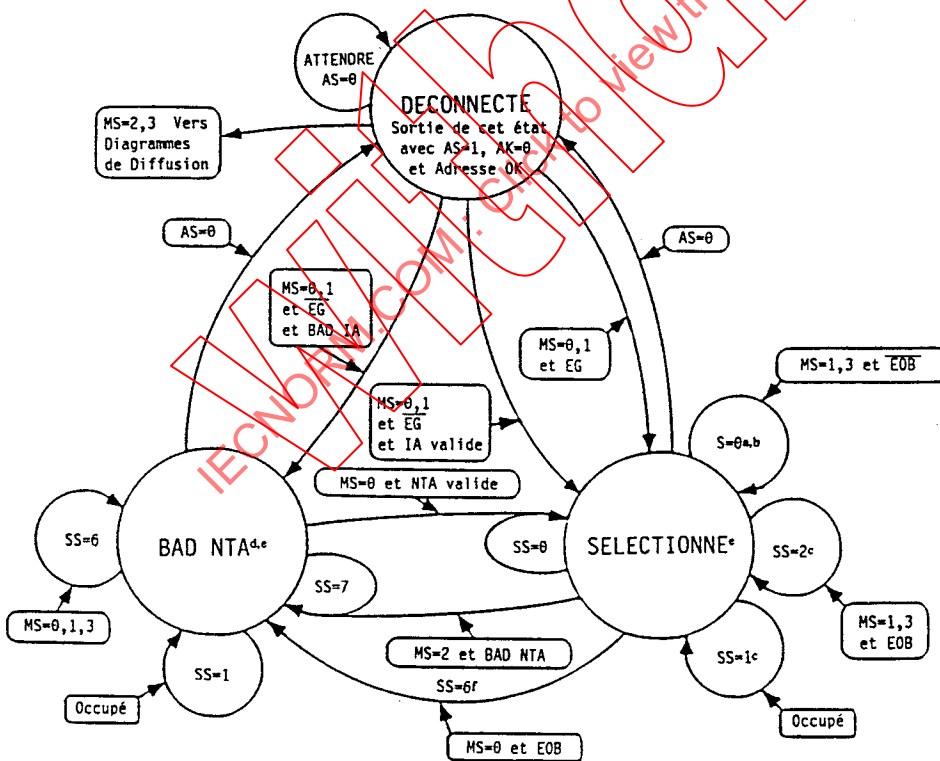 ATTENDRE
AS=0
DECONNECTE
Sortie de cet état
avec AS=1, AK=0
et Adresse OK
MS=2,3 Vers
Diagrammes
de Diffusion
AS=0
AS=0
MS=0,1
et E̅G̅
et BAD IA
MS=0,1
et EG
MS=1,3 et E̅O̅B̅
MS=0,1
et E̅G̅
et IA valide
S=0a,b
MS=0 et NTA valide
SS=6
BAD NTAd,e
SS=0
SELECTIONNEe
SS=2c
SS=7
MS=0,1,3
MS=1,3
et EOB
MS=2 et BAD NTA
SS=1
SS=1c
SS=6f
Occupé
Occupé
MS=0 et EOB
IECNORM.COM : Click to view th